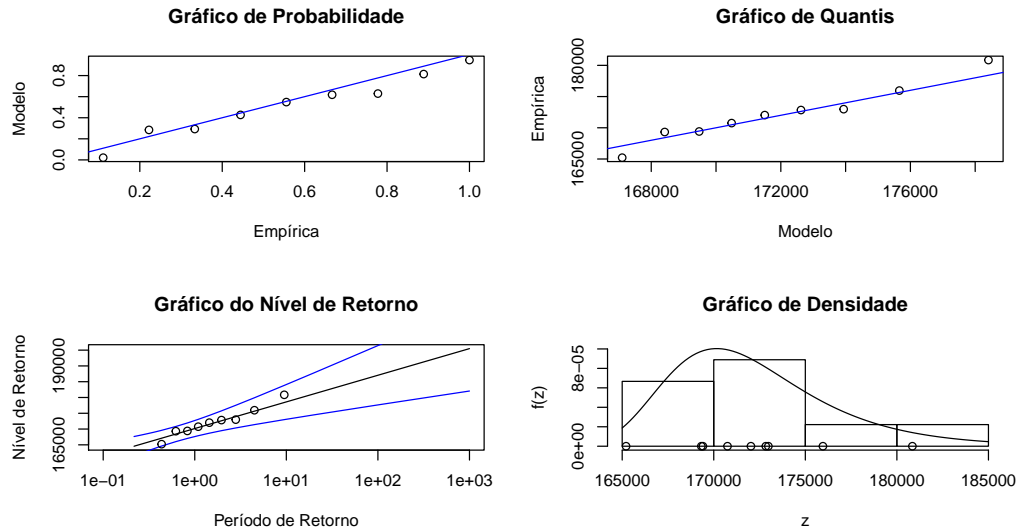 Gráfico de Probabilidade
Modelo
0.0 0.4 0.8
0.2 0.4 0.6 0.8 1.0
Empírica
Gráfico de Quantis
Empírica
165000 180000
168000 172000 176000
Modelo
Gráfico do Nível de Retorno
Nível de Retorno
165000 190000
1e−01 1e+00 1e+01 1e+02 1e+03
Período de Retorno
Gráfico de Densidade
f(z)
0e+00 8e−05
165000 170000 175000 180000 185000
z